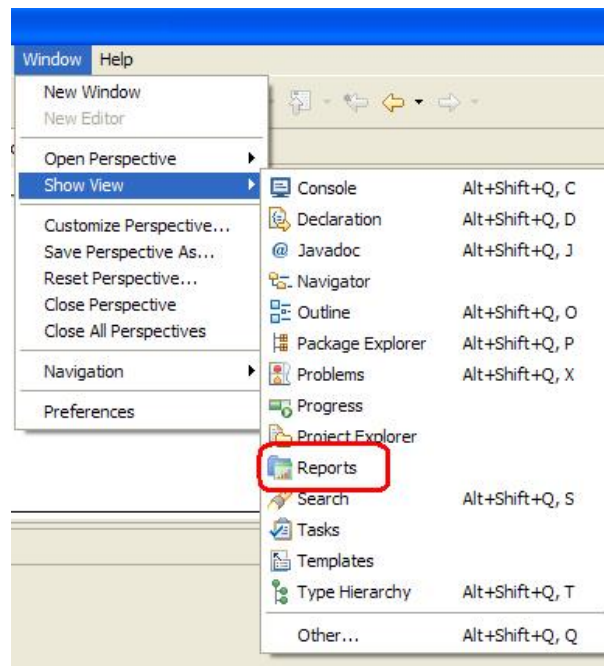 Window Help
New Window
New Editor
Open Perspective
Show View
Customize Perspective...
Save Perspective As...
Reset Perspective...
Close Perspective
Close All Perspectives
Navigation
Preferences
Console Alt+Shift+Q, C
Declaration Alt+Shift+Q, D
Javadoc Alt+Shift+Q, J
Navigator
Outline Alt+Shift+Q, O
Package Explorer Alt+Shift+Q, P
Problems Alt+Shift+Q, X
Progress
Project Explorer
Reports
Search Alt+Shift+Q, S
Tasks
Templates
Type Hierarchy Alt+Shift+Q, T
Other... Alt+Shift+Q, Q